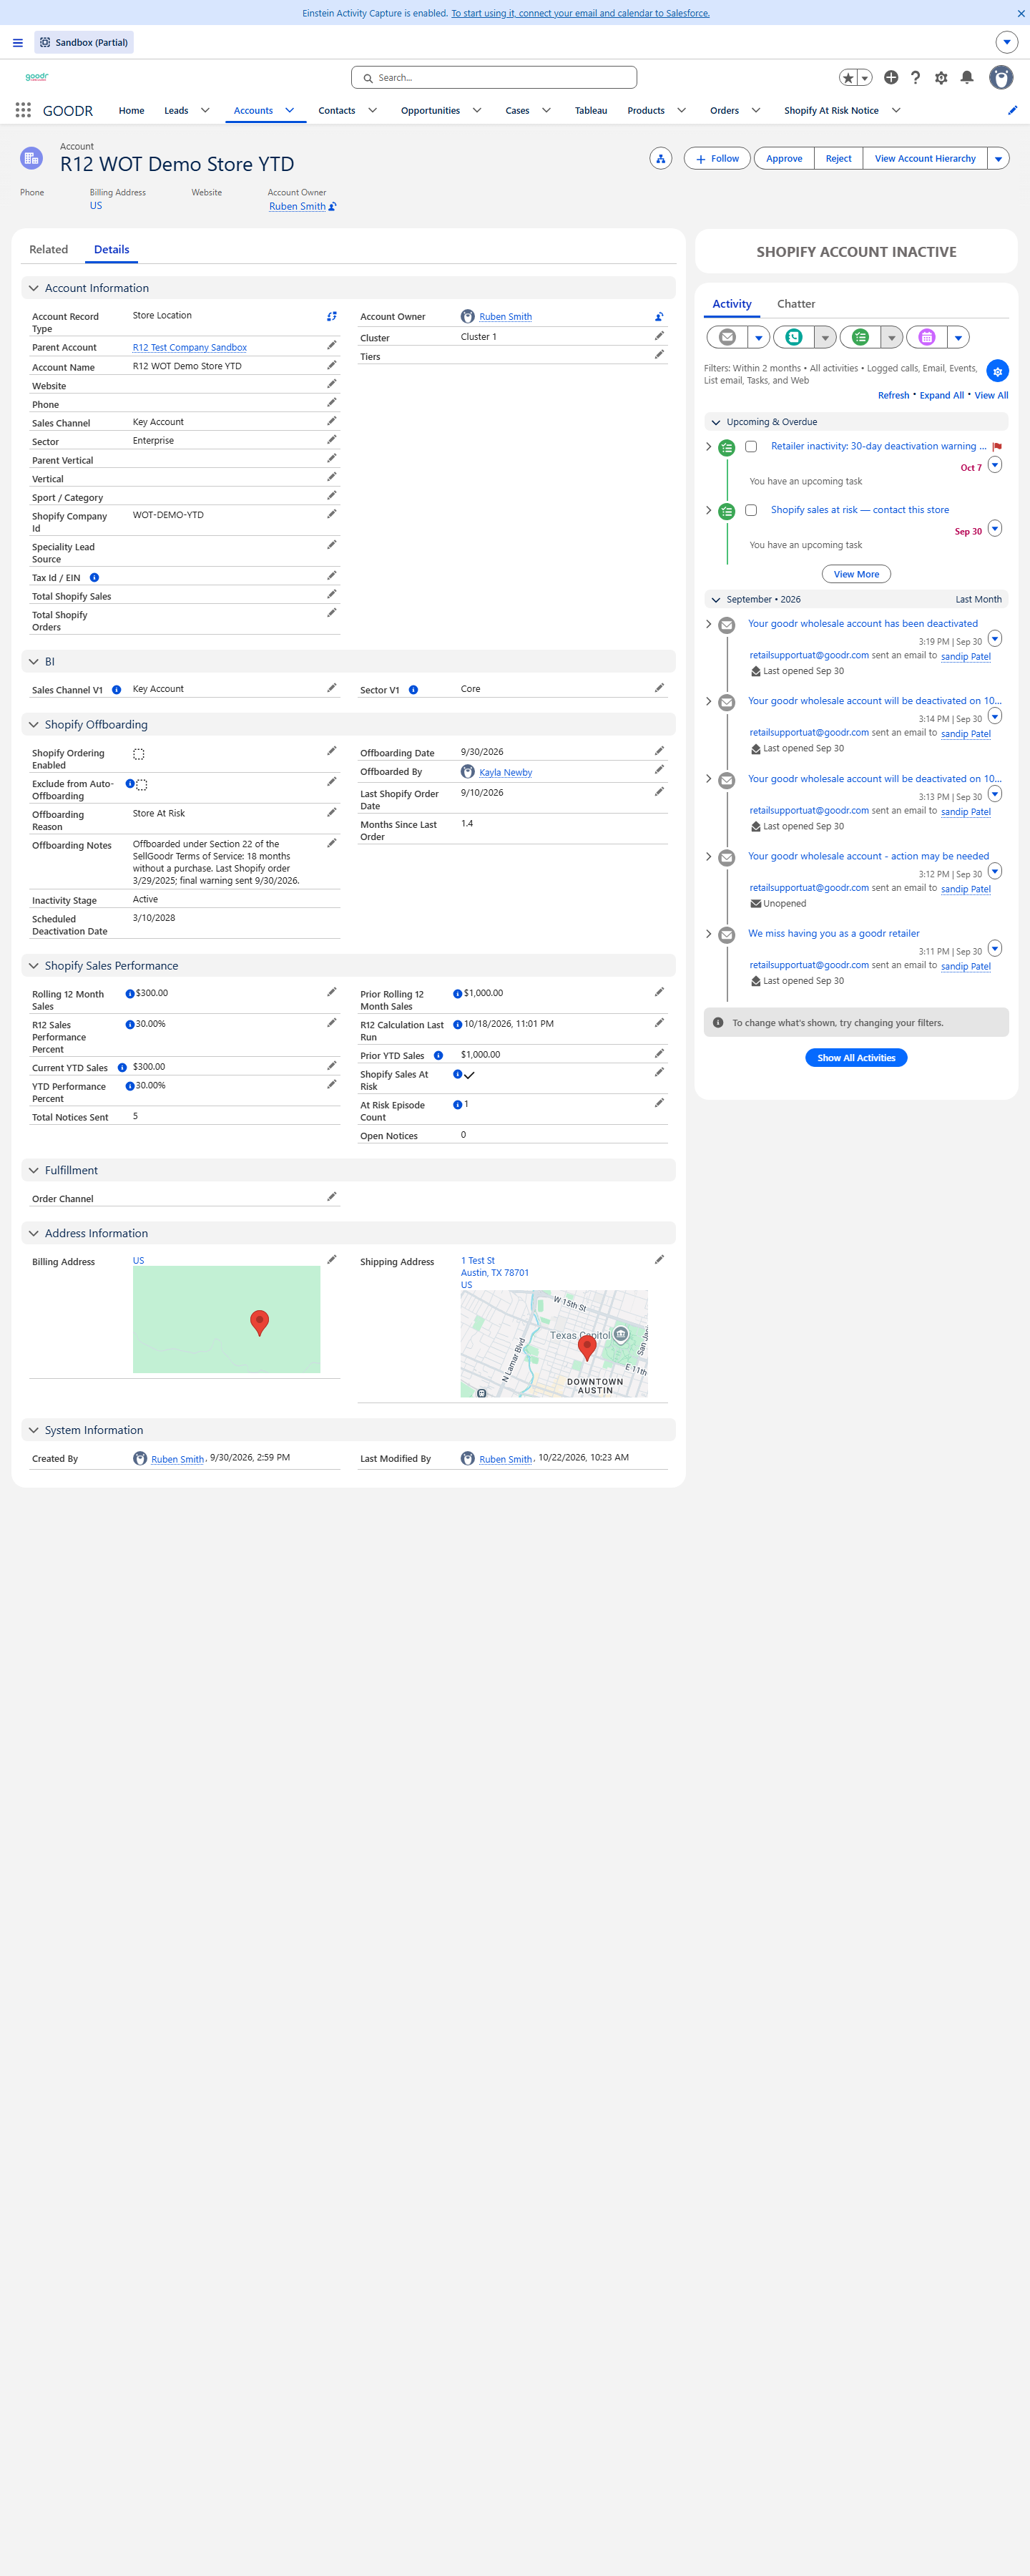 Einstein Activity Capture is enabled. To start using it, connect your email and calendar to Salesforce.
Sandbox (Partial)
goodr
Search...
GOODR
Home
Leads
Accounts
Contacts
Opportunities
Cases
Tableau
Products
Orders
Shopify At Risk Notice
Account
R12 WOT Demo Store YTD
Follow
Approve
Reject
View Account Hierarchy
Phone
Billing Address
US
Website
Account Owner
Ruben Smith
Related
Details
Account Information
Account Record Type
Store Location
Parent Account
R12 Test Company Sandbox
Account Name
R12 WOT Demo Store YTD
Website
Phone
Sales Channel
Key Account
Sector
Enterprise
Parent Vertical
Vertical
Sport / Category
Shopify Company Id
WOT-DEMO-YTD
Speciality Lead Source
Tax Id / EIN
Total Shopify Sales
Total Shopify Orders
Account Owner
Ruben Smith
Cluster
Cluster 1
Tiers
BI
Sales Channel V1
Key Account
Sector V1
Core
Shopify Offboarding
Shopify Ordering Enabled
Exclude from Auto-Offboarding
Offboarding Reason
Store At Risk
Offboarding Notes
Offboarded under Section 22 of the
SellGoodr Terms of Service: 18 months
without a purchase. Last Shopify order
3/29/2025; final warning sent 9/30/2026.
Inactivity Stage
Active
Scheduled Deactivation Date
3/10/2028
Offboarding Date
9/30/2026
Offboarded By
Kayla Newby
Last Shopify Order Date
9/10/2026
Months Since Last Order
1.4
Shopify Sales Performance
Rolling 12 Month Sales
$300.00
R12 Sales Performance Percent
30.00%
Current YTD Sales
$300.00
YTD Performance Percent
30.00%
Total Notices Sent
5
Prior Rolling 12 Month Sales
$1,000.00
R12 Calculation Last Run
10/18/2026, 11:01 PM
Prior YTD Sales
$1,000.00
Shopify Sales At Risk
At Risk Episode Count
1
Open Notices
0
Fulfillment
Order Channel
Address Information
Billing Address
US
Shipping Address
1 Test St
Austin, TX 78701
US
W 15th St
Texas Capitol
N Lamar Blvd
San Ja
E 11th
DOWNTOWN
AUSTIN
System Information
Created By
Ruben Smith, 9/30/2026, 2:59 PM
Last Modified By
Ruben Smith, 10/22/2026, 10:23 AM
SHOPIFY ACCOUNT INACTIVE
Activity
Chatter
Filters: Within 2 months • All activities • Logged calls, Email, Events,
List email, Tasks, and Web
Refresh • Expand All • View All
Upcoming & Overdue
Retailer inactivity: 30-day deactivation warning ...
Oct 7
You have an upcoming task
Shopify sales at risk — contact this store
Sep 30
You have an upcoming task
View More
September • 2026
Last Month
Your goodr wholesale account has been deactivated
3:19 PM | Sep 30
retailsupportuat@goodr.com sent an email to sandip Patel
Last opened Sep 30
Your goodr wholesale account will be deactivated on 10...
3:14 PM | Sep 30
retailsupportuat@goodr.com sent an email to sandip Patel
Last opened Sep 30
Your goodr wholesale account will be deactivated on 10...
3:13 PM | Sep 30
retailsupportuat@goodr.com sent an email to sandip Patel
Last opened Sep 30
Your goodr wholesale account - action may be needed
3:12 PM | Sep 30
retailsupportuat@goodr.com sent an email to sandip Patel
Unopened
We miss having you as a goodr retailer
3:11 PM | Sep 30
retailsupportuat@goodr.com sent an email to sandip Patel
Last opened Sep 30
To change what's shown, try changing your filters.
Show All Activities